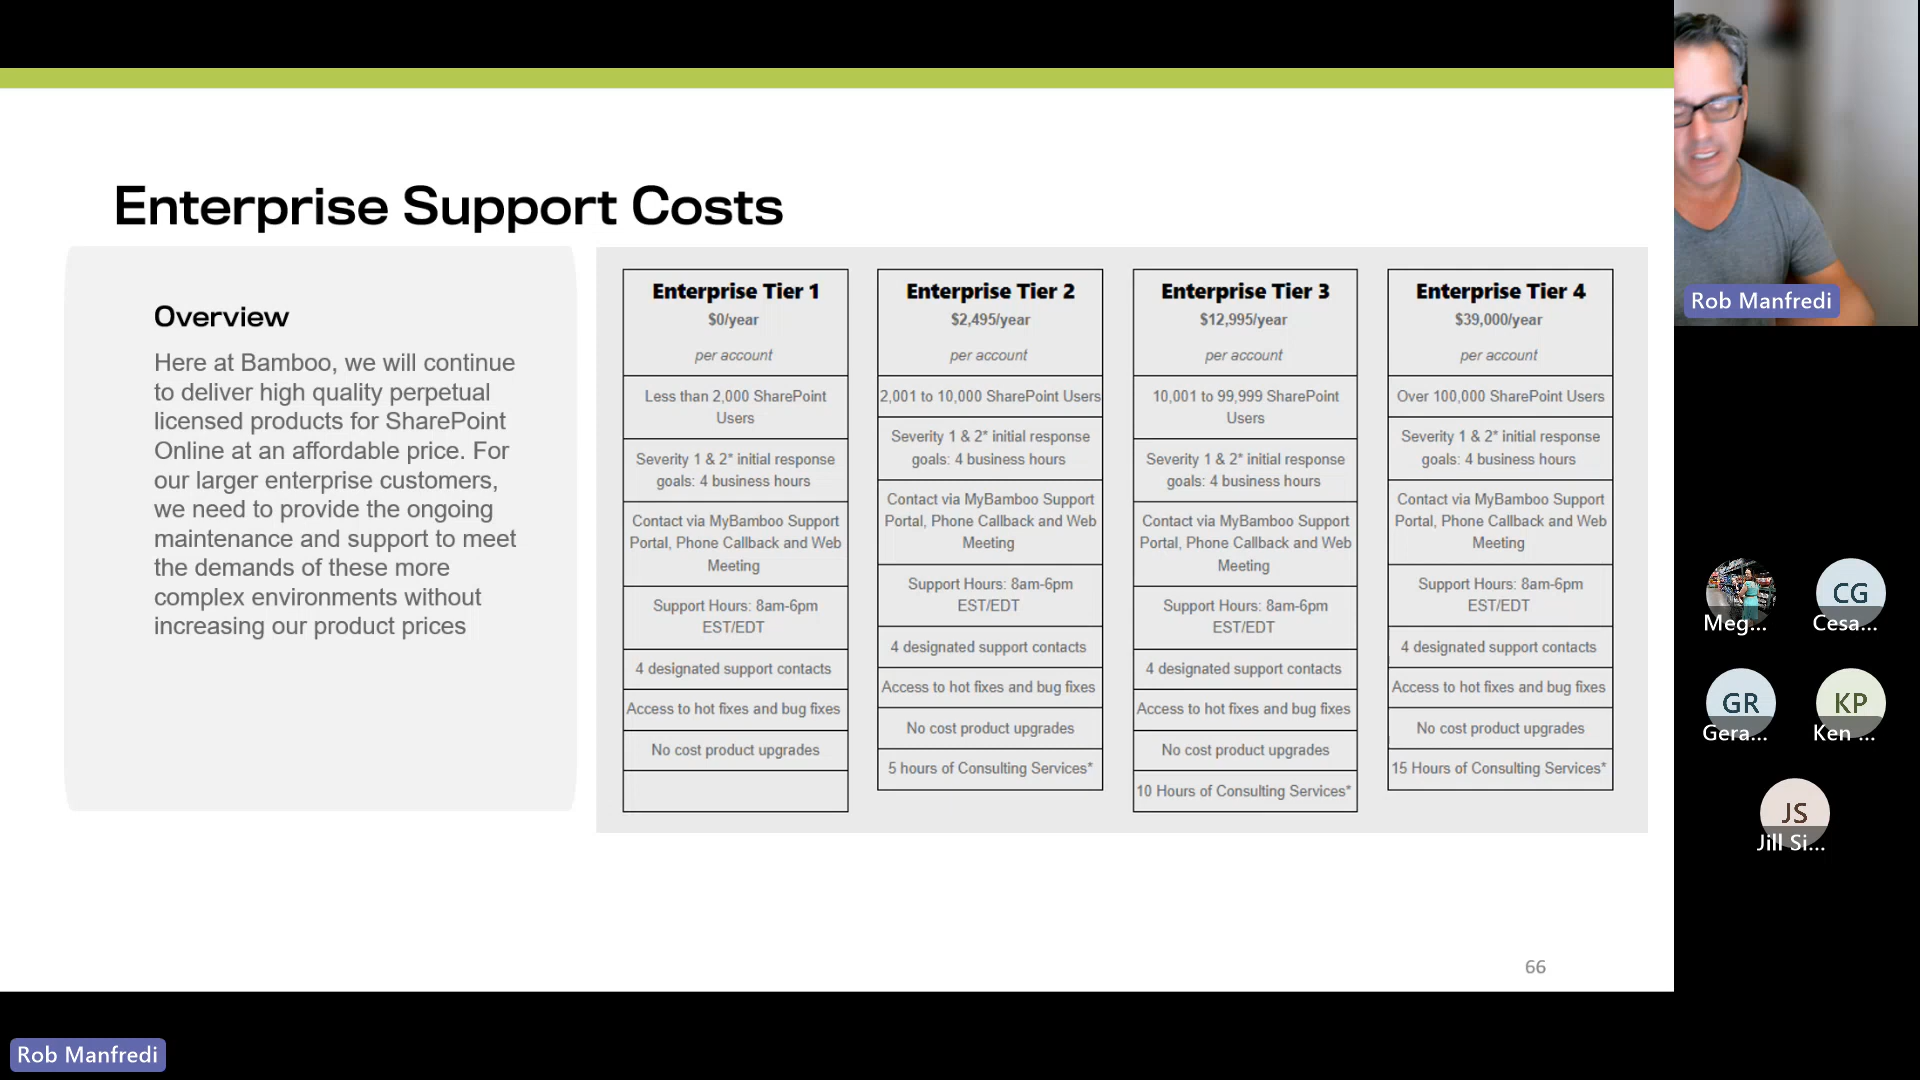 Enterprise Support Costs
Overview
Here at Bamboo, we will continue
to deliver high quality perpetual
licensed products for SharePoint
Online at an affordable price. For
our larger enterprise customers,
we need to provide the ongoing
maintenance and support to meet
the demands of these more
complex environments without
increasing our product prices
Enterprise Tier 1
$0/year
per account
Less than 2,000 SharePoint
Users
Severity 1 & 2* initial response
goals: 4 business hours
Contact via MyBamboo Support
Portal, Phone Callback and Web
Meeting
Support Hours: 8am-6pm
EST/EDT
4 designated support contacts
Access to hot fixes and bug fixes
No cost product upgrades
Enterprise Tier 2
$2,495/year
per account
2,001 to 10,000 SharePoint Users
Severity 1 & 2* initial response
goals: 4 business hours
Contact via MyBamboo Support
Portal, Phone Callback and Web
Meeting
Support Hours: 8am-6pm
EST/EDT
4 designated support contacts
Access to hot fixes and bug fixes
No cost product upgrades
5 hours of Consulting Services*
Enterprise Tier 3
$12,995/year
per account
10,001 to 99,999 SharePoint
Users
Severity 1 & 2* initial response
goals: 4 business hours
Contact via MyBamboo Support
Portal, Phone Callback and Web
Meeting
Support Hours: 8am-6pm
EST/EDT
4 designated support contacts
Access to hot fixes and bug fixes
No cost product upgrades
10 Hours of Consulting Services*
Enterprise Tier 4
$39,000/year
per account
Over 100,000 SharePoint Users
Severity 1 & 2* initial response
goals: 4 business hours
Contact via MyBamboo Support
Portal, Phone Callback and Web
Meeting
Support Hours: 8am-6pm
EST/EDT
4 designated support contacts
Access to hot fixes and bug fixes
No cost product upgrades
15 Hours of Consulting Services*
66
Rob Manfredi
Meg...
CG
Cesa...
GR
Gera...
KP
Ken ...
JS
Jill Si...
Rob Manfredi